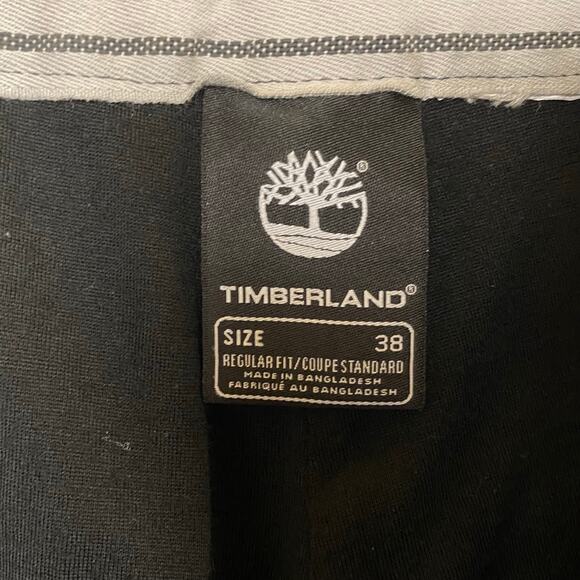 ®
TIMBERLAND®
SIZE 38
REGULAR FIT/COUPE STANDARD
MADE IN BANGLADESH
FABRIQUÉ AU BANGLADESH